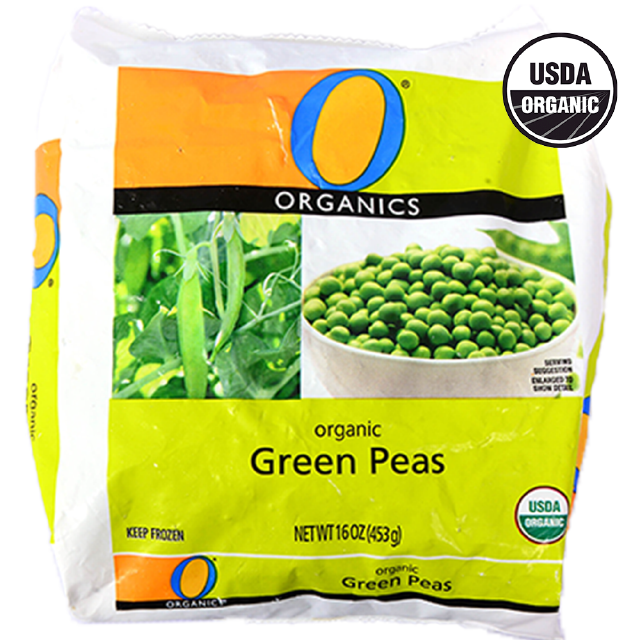 USDA
ORGANIC
O®
ORGANICS
SERVING
SUGGESTION
ENLARGED TO
SHOW DETAIL
organic
Green Peas
USDA
ORGANIC
KEEP FROZEN
NET WT 16 OZ (453g)
O
ORGANICS
organic
Green Peas
O
organic